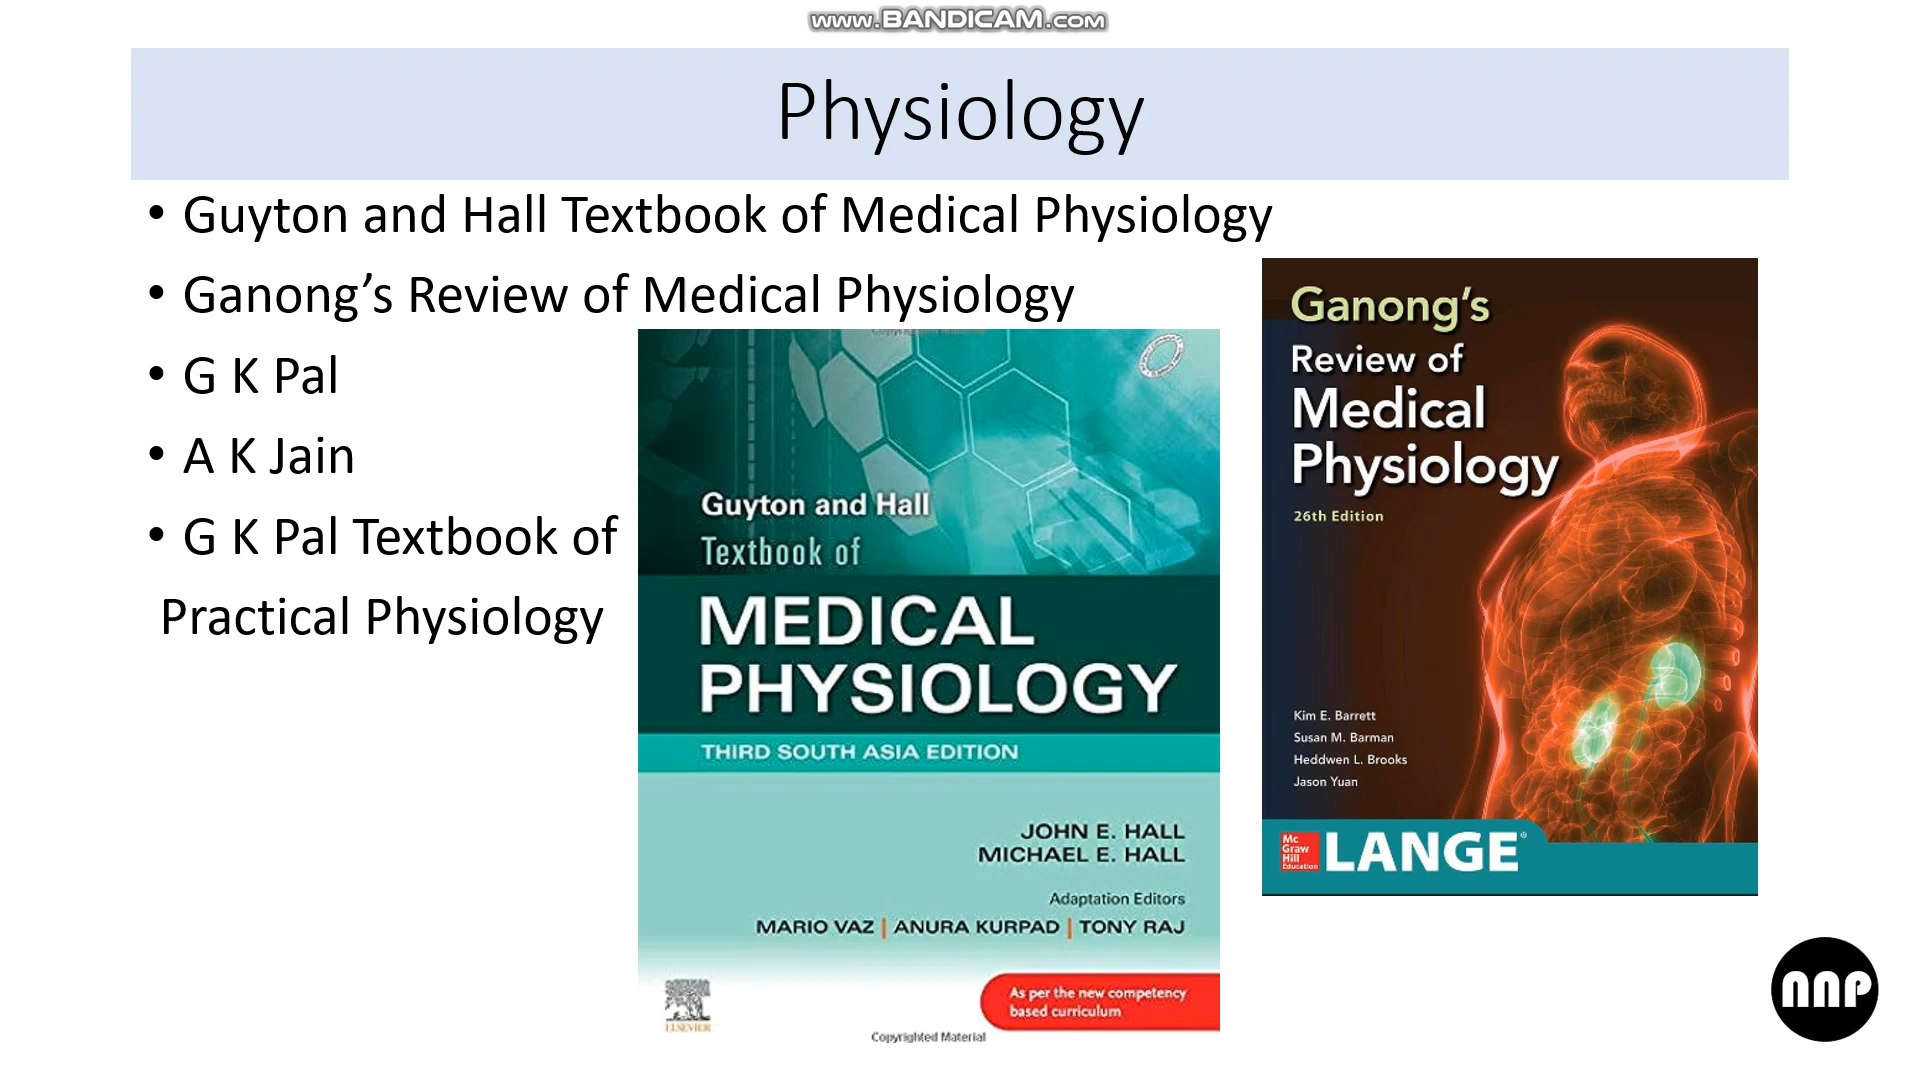 www.BANDICAM.com
Physiology
• Guyton and Hall Textbook of Medical Physiology
• Ganong’s Review of Medical Physiology
• G K Pal
• A K Jain
• G K Pal Textbook of
Practical Physiology
Guyton and Hall
Textbook of
MEDICAL
PHYSIOLOGY
THIRD SOUTH ASIA EDITION
JOHN E. HALL
MICHAEL E. HALL
Adaptation Editors
MARIO VAZ | ANURA KURPAD | TONY RAJ
As per the new competency
based curriculum
ELSEVIER
Copyrighted Material
Ganong’s
Review of
Medical
Physiology
26th Edition
Kim E. Barrett
Susan M. Barman
Heddwen L. Brooks
Jason Yuan
Mc
Graw
Hill
Education
LANGE®
nnp